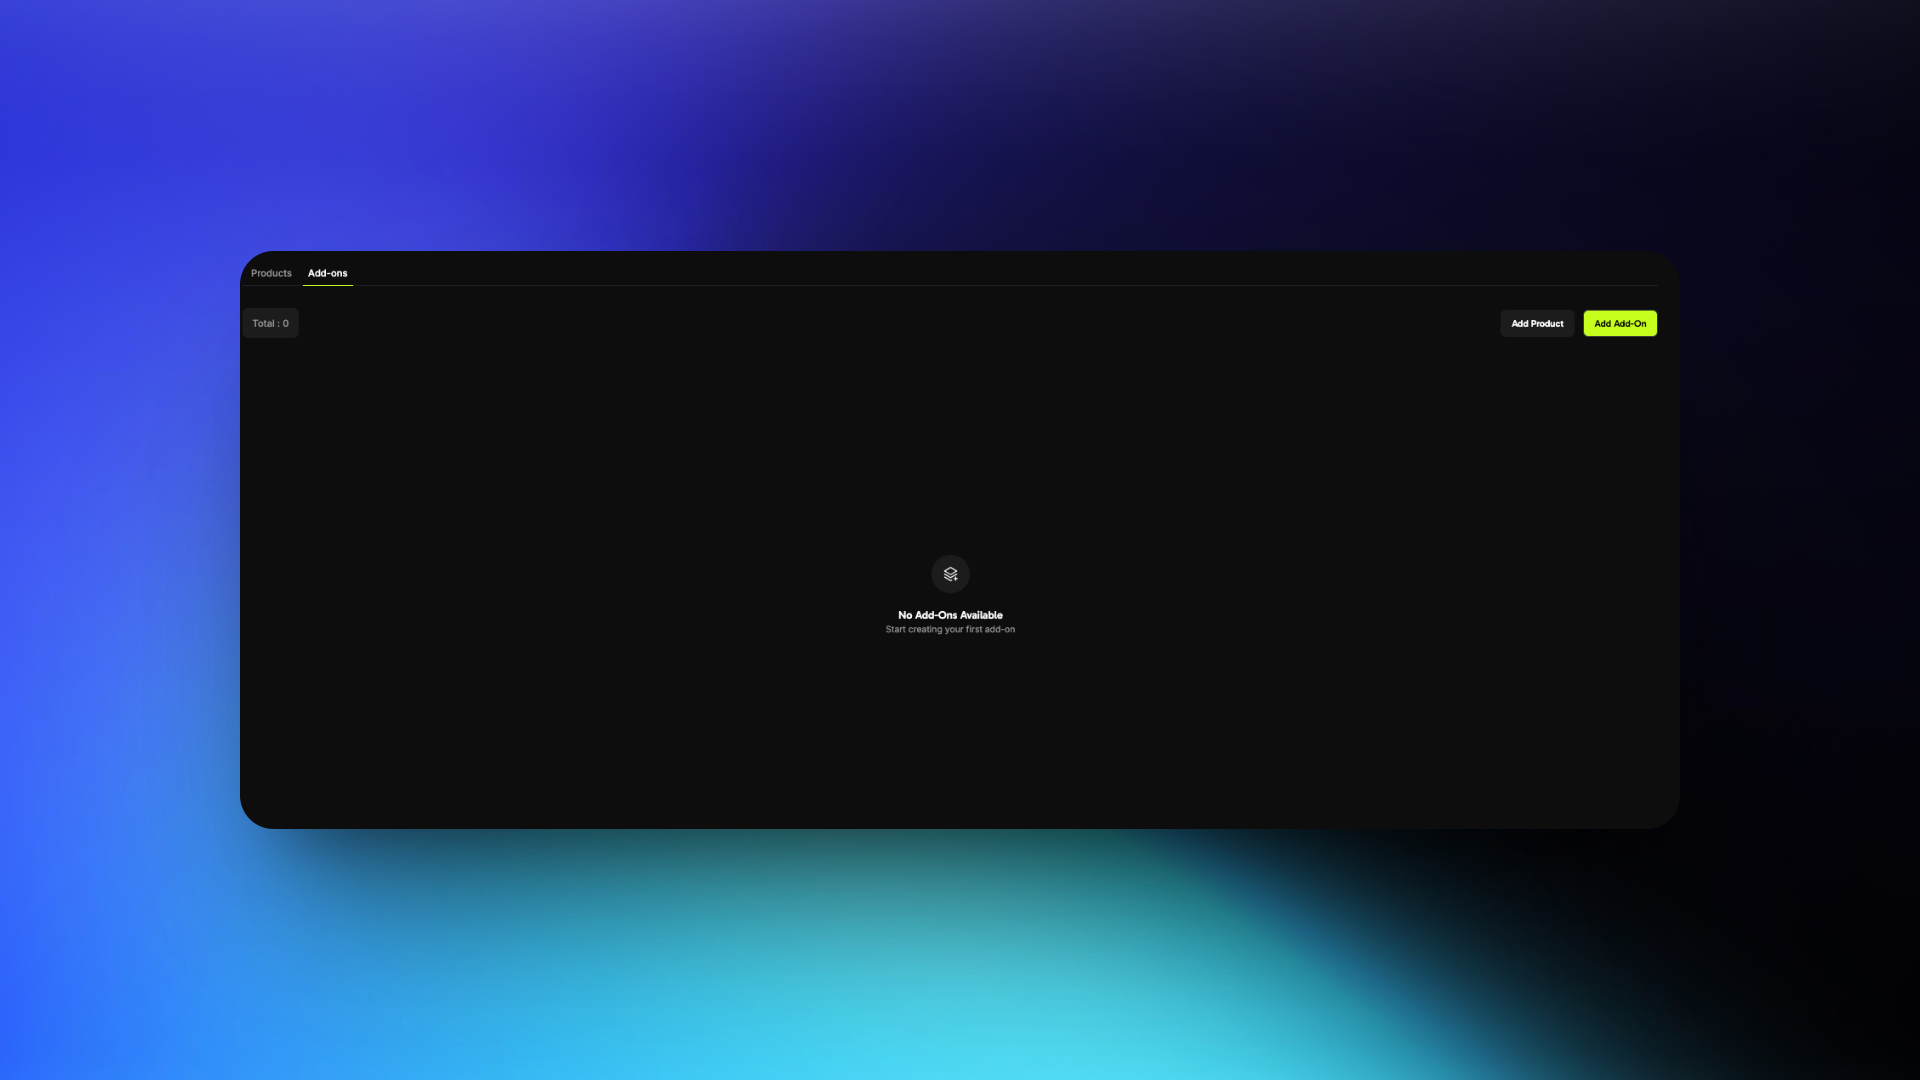 Products Add-ons
Total : 0
Add Product Add Add-On
No Add-Ons Available
Start creating your first add-on